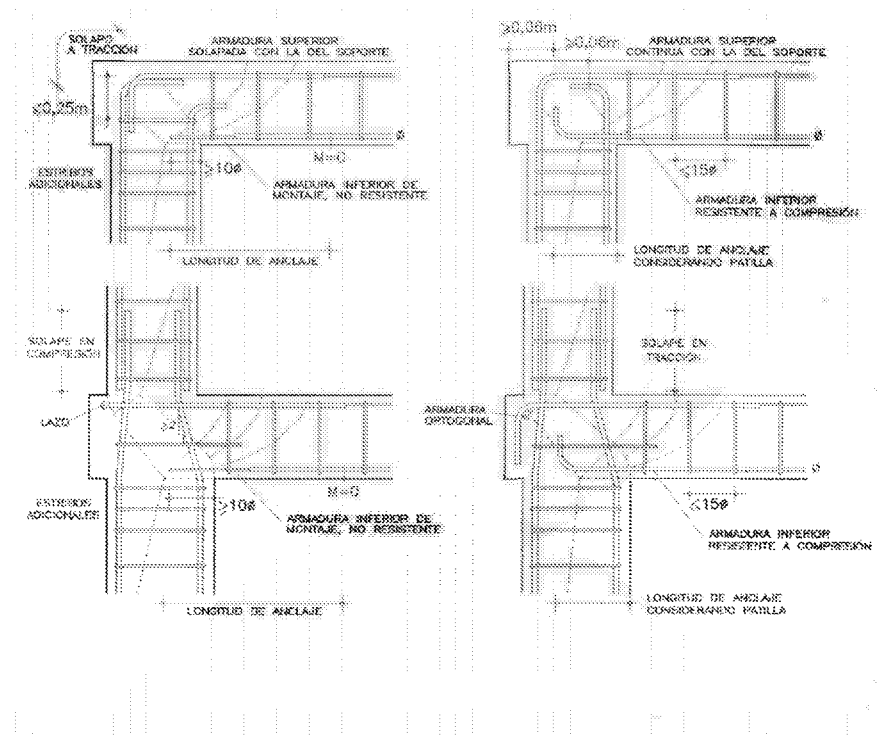 SOLAPO
A TRACCIÓN
ARMADURA SUPERIOR
SOLAPADA CON LA DEL SOPORTE
≤0,25m
ESTRIBOS
ADICIONALES
≥10ø
M=0
ø
ARMADURA INFERIOR DE
MONTAJE, NO RESISTENTE
LONGITUD DE ANCLAJE
≥0,06m
≥0,06m
ARMADURA SUPERIOR
CONTINUA CON LA DEL SOPORTE
ø
≤15ø
ARMADURA INFERIOR
RESISTENTE A COMPRESIÓN
LONGITUD DE ANCLAJE
CONSIDERANDO PATILLA
SOLAPE EN
COMPRESIÓN
LAZO
ESTRIBOS
ADICIONALES
≥10ø
M=0
ARMADURA INFERIOR DE
MONTAJE, NO RESISTENTE
LONGITUD DE ANCLAJE
SOLAPE EN
TRACCIÓN
ARMADURA
ORTOGONAL
ø
≤15ø
ARMADURA INFERIOR
RESISTENTE A COMPRESIÓN
LONGITUD DE ANCLAJE
CONSIDERANDO PATILLA